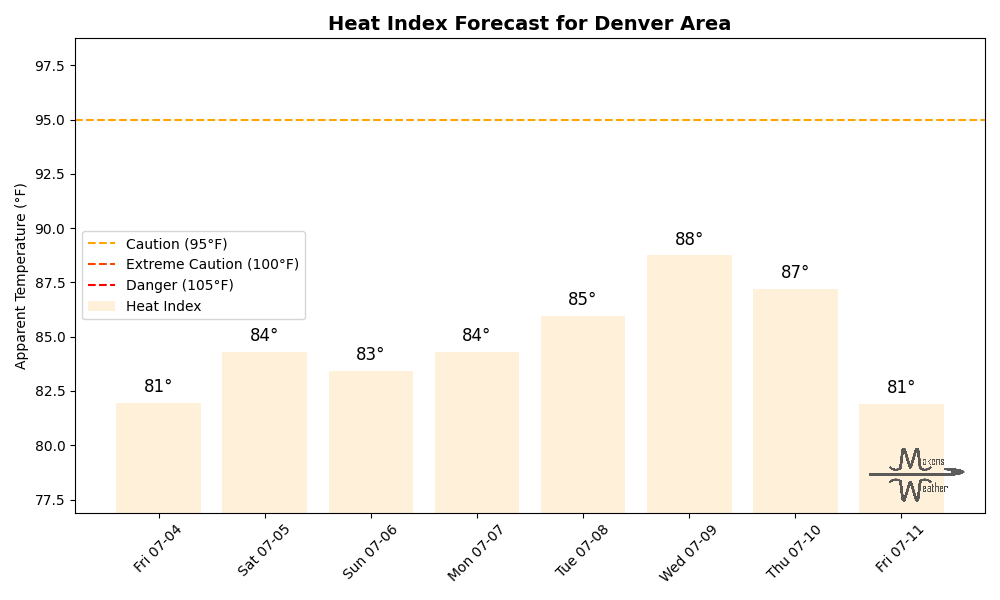 Heat Index Forecast for Denver Area
Apparent Temperature (°F)
97.5
95.0
92.5
90.0
87.5
85.0
82.5
80.0
77.5
Caution (95°F)
Extreme Caution (100°F)
Danger (105°F)
Heat Index
81°
84°
83°
84°
85°
88°
87°
81°
Fri 07-04
Sat 07-05
Sun 07-06
Mon 07-07
Tue 07-08
Wed 07-09
Thu 07-10
Fri 07-11